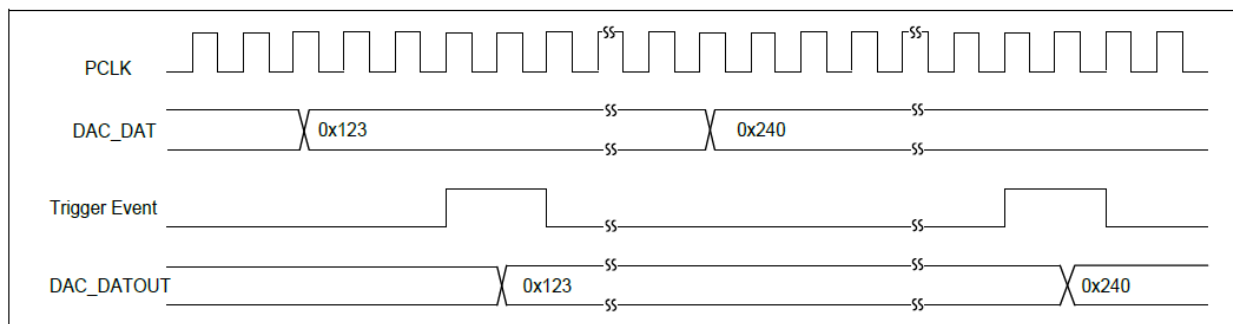 PCLK
DAC_DAT 0x123 0x240
Trigger Event
DAC_DATOUT 0x123 0x240